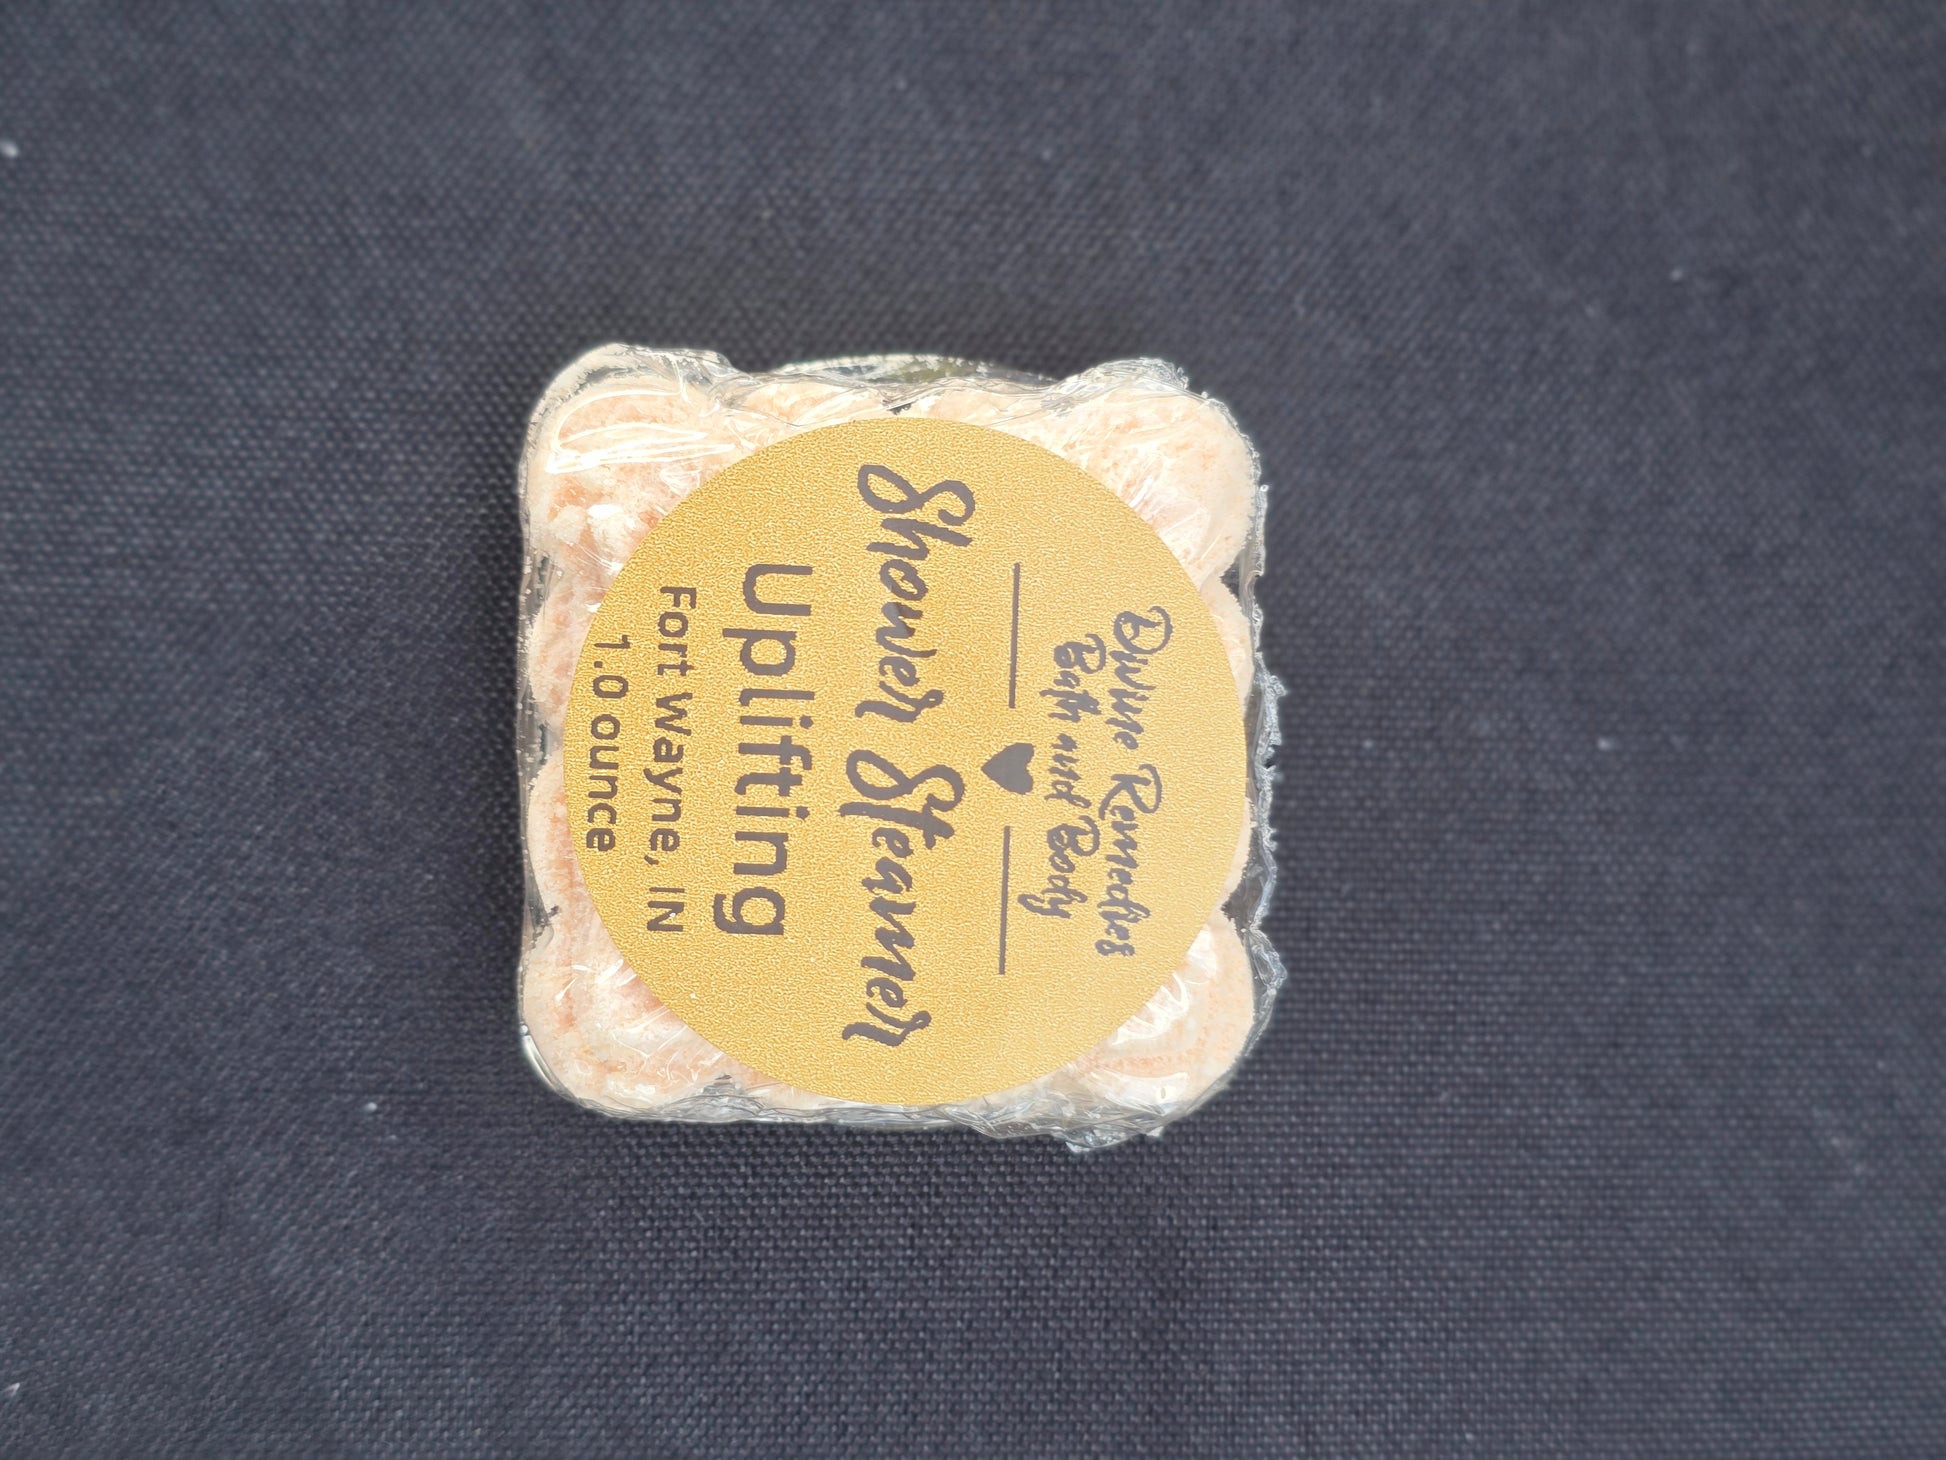 Divine Remedies
Bath and Body
Shower Steamer
Uplifting
Fort Wayne, IN
1.0 ounce